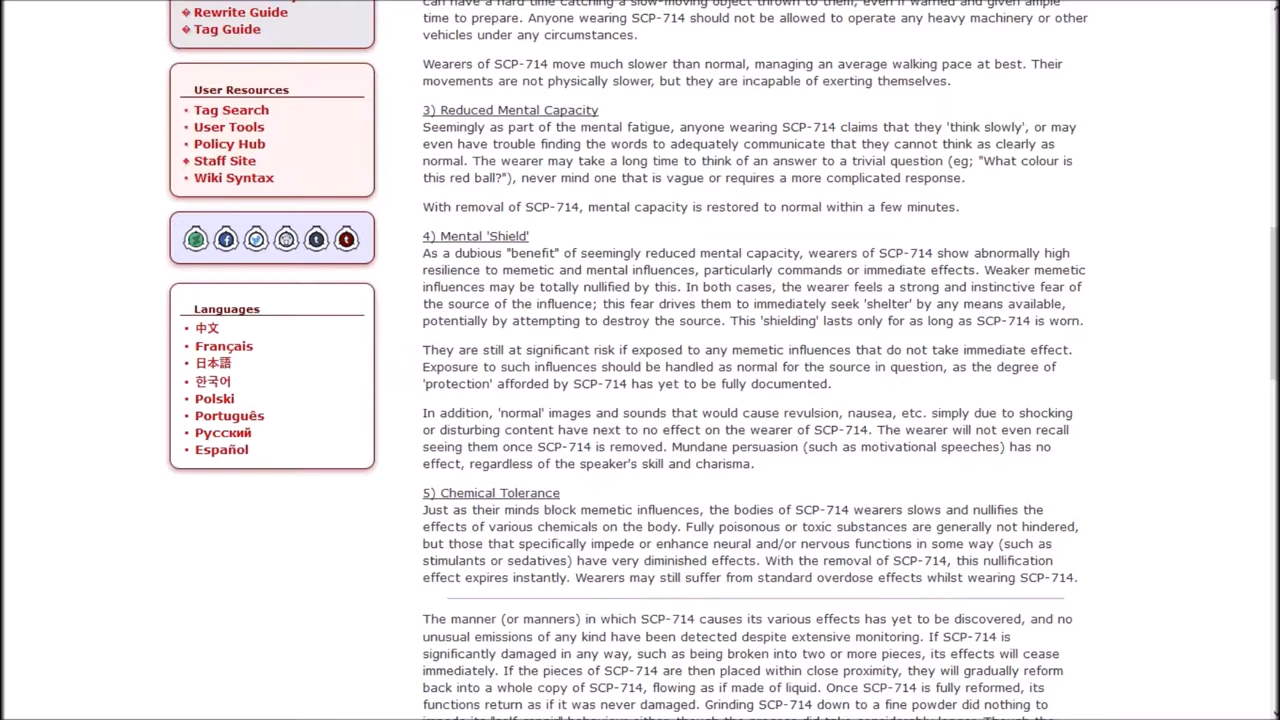 Rewrite Guide
Tag Guide
User Resources
Tag Search
User Tools
Policy Hub
Staff Site
Wiki Syntax
Languages
中文
Français
日本語
한국어
Polski
Português
Русский
Español
can have a hard time catching a slow-moving object thrown to them, even if warned and given ample
time to prepare. Anyone wearing SCP-714 should not be allowed to operate any heavy machinery or other
vehicles under any circumstances.
Wearers of SCP-714 move much slower than normal, managing an average walking pace at best. Their
movements are not physically slower, but they are incapable of exerting themselves.
3) Reduced Mental Capacity
Seemingly as part of the mental fatigue, anyone wearing SCP-714 claims that they 'think slowly', or may
even have trouble finding the words to adequately communicate that they cannot think as clearly as
normal. The wearer may take a long time to think of an answer to a trivial question (eg; "What colour is
this red ball?"), never mind one that is vague or requires a more complicated response.
With removal of SCP-714, mental capacity is restored to normal within a few minutes.
4) Mental 'Shield'
As a dubious "benefit" of seemingly reduced mental capacity, wearers of SCP-714 show abnormally high
resilience to memetic and mental influences, particularly commands or immediate effects. Weaker memetic
influences may be totally nullified by this. In both cases, the wearer feels a strong and instinctive fear of
the source of the influence; this fear drives them to immediately seek 'shelter' by any means available,
potentially by attempting to destroy the source. This 'shielding' lasts only for as long as SCP-714 is worn.
They are still at significant risk if exposed to any memetic influences that do not take immediate effect.
Exposure to such influences should be handled as normal for the source in question, as the degree of
'protection' afforded by SCP-714 has yet to be fully documented.
In addition, 'normal' images and sounds that would cause revulsion, nausea, etc. simply due to shocking
or disturbing content have next to no effect on the wearer of SCP-714. The wearer will not even recall
seeing them once SCP-714 is removed. Mundane persuasion (such as motivational speeches) has no
effect, regardless of the speaker's skill and charisma.
5) Chemical Tolerance
Just as their minds block memetic influences, the bodies of SCP-714 wearers slows and nullifies the
effects of various chemicals on the body. Fully poisonous or toxic substances are generally not hindered,
but those that specifically impede or enhance neural and/or nervous functions in some way (such as
stimulants or sedatives) have very diminished effects. With the removal of SCP-714, this nullification
effect expires instantly. Wearers may still suffer from standard overdose effects whilst wearing SCP-714.
The manner (or manners) in which SCP-714 causes its various effects has yet to be discovered, and no
unusual emissions of any kind have been detected despite extensive monitoring. If SCP-714 is
significantly damaged in any way, such as being broken into two or more pieces, its effects will cease
immediately. If the pieces of SCP-714 are then placed within close proximity, they will gradually reform
back into a whole copy of SCP-714, flowing as if made of liquid. Once SCP-714 is fully reformed, its
functions return as if it was never damaged. Grinding SCP-714 down to a fine powder did nothing to